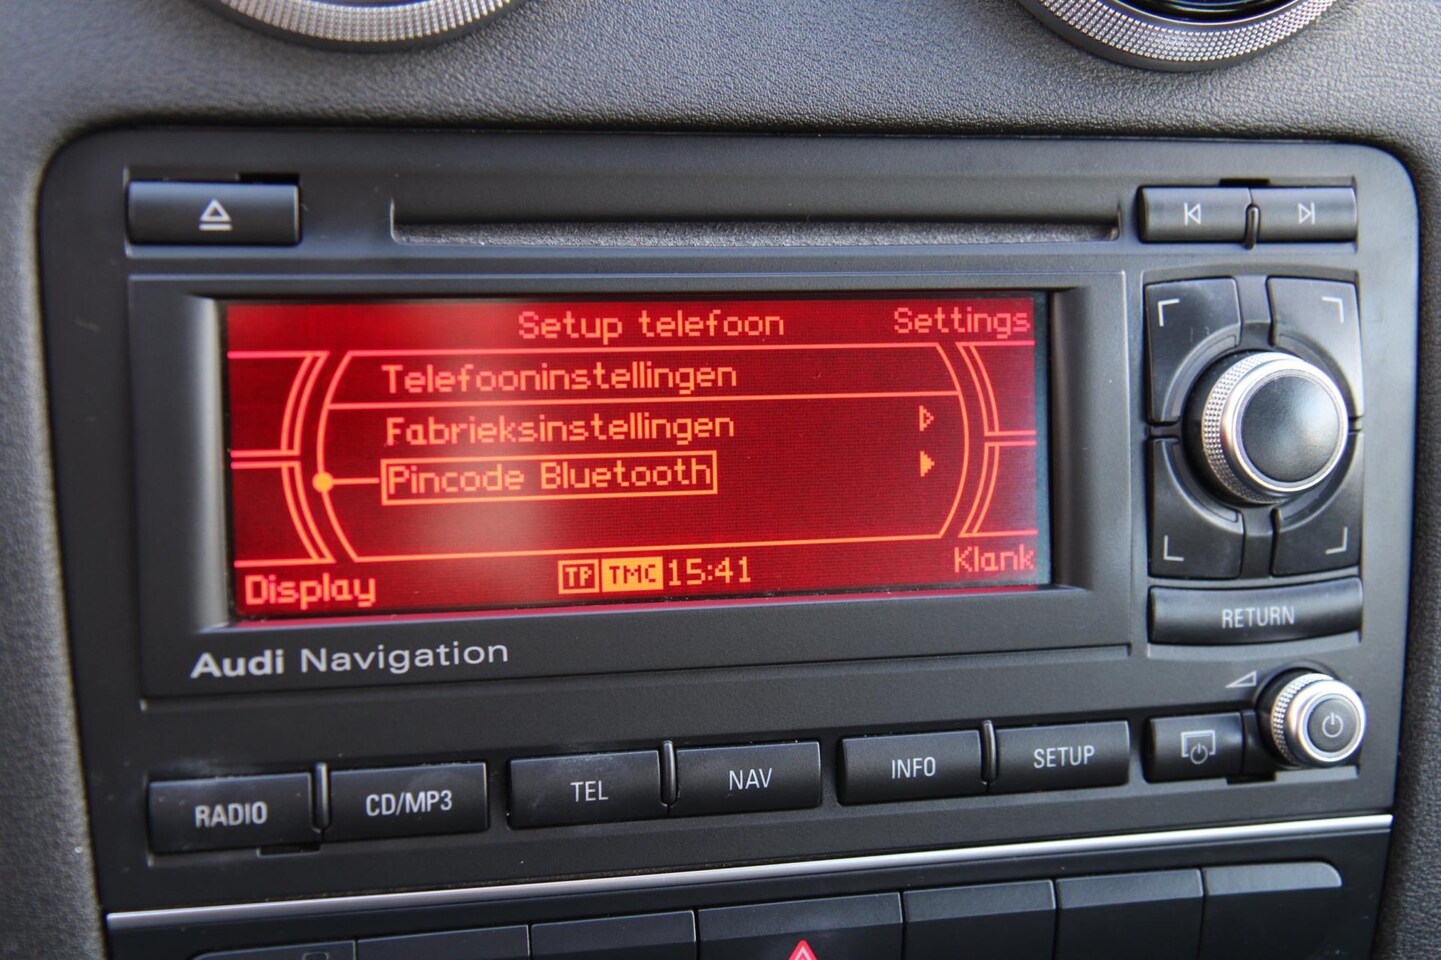 Setup telefoon Settings
Telefooninstellingen
Fabrieksinstellingen
Pincode Bluetooth
Display TP TMC 15:41 Klank
RETURN
Audi Navigation
RADIO CD/MP3 TEL NAV INFO SETUP